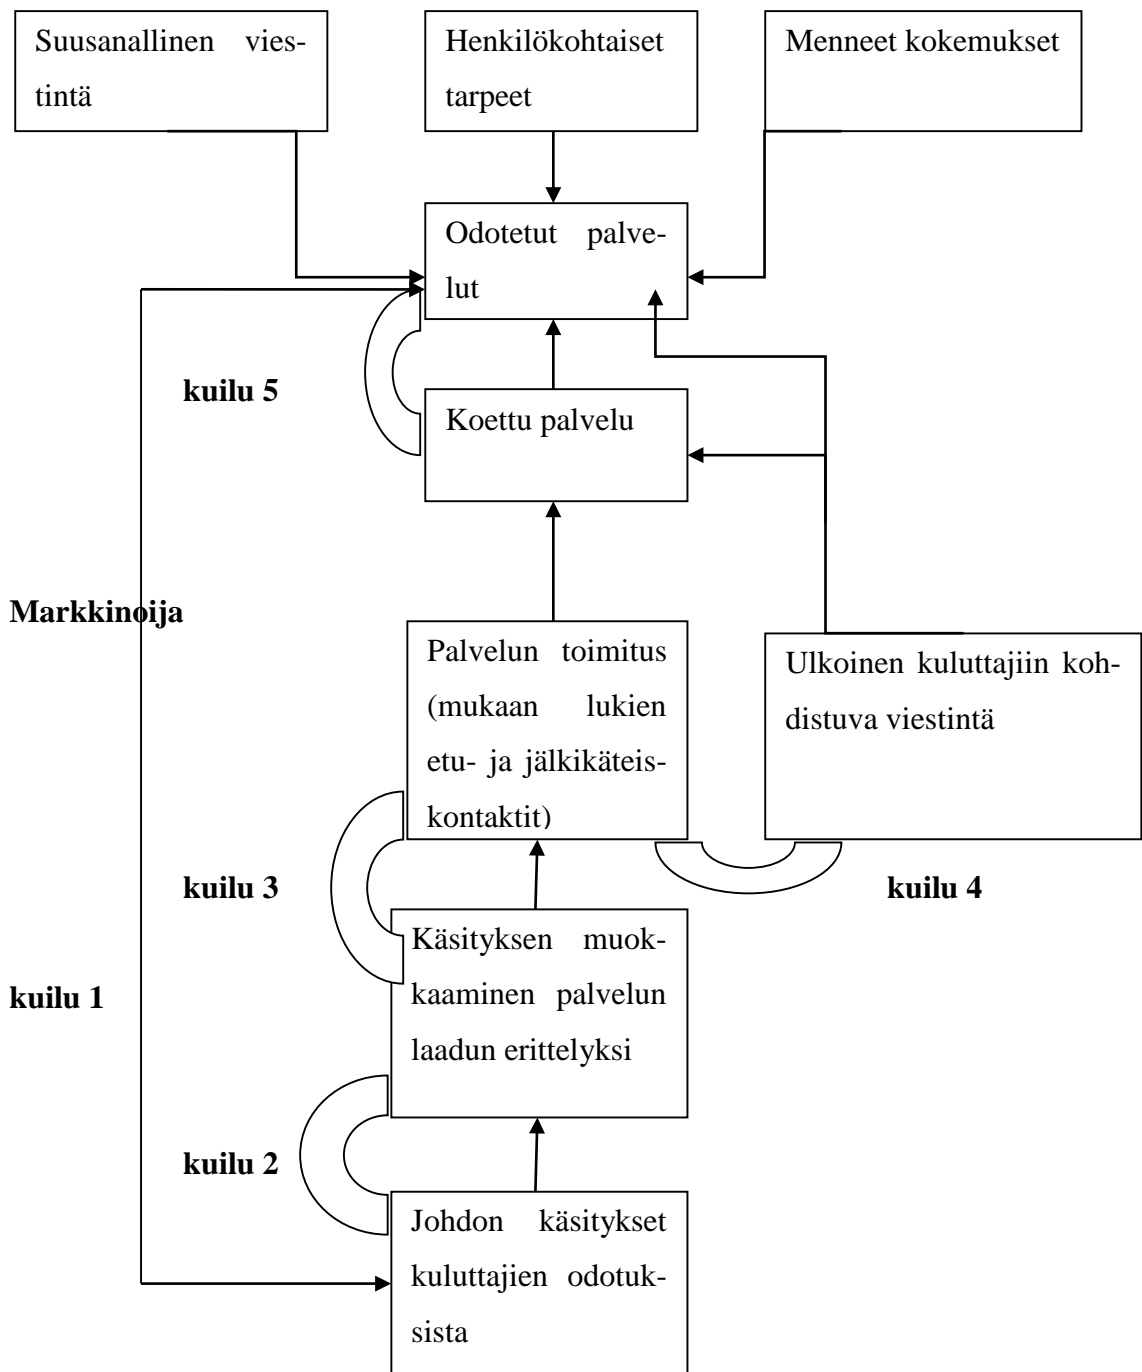 Suusanallinen vies-
tintä
Henkilökohtaiset
tarpeet
Menneet kokemukset
Odotetut palve-
lut
kuilu 5
Koettu palvelu
Markkinoija
Palvelun toimitus
(mukaan lukien
etu- ja jälkikäteis-
kontaktit)
Ulkoinen kuluttajiin koh-
distuva viestintä
kuilu 3
kuilu 4
Käsityksen muok-
kaaminen palvelun
laadun erittelyksi
kuilu 1
kuilu 2
Johdon käsitykset
kuluttajien odotuk-
sista